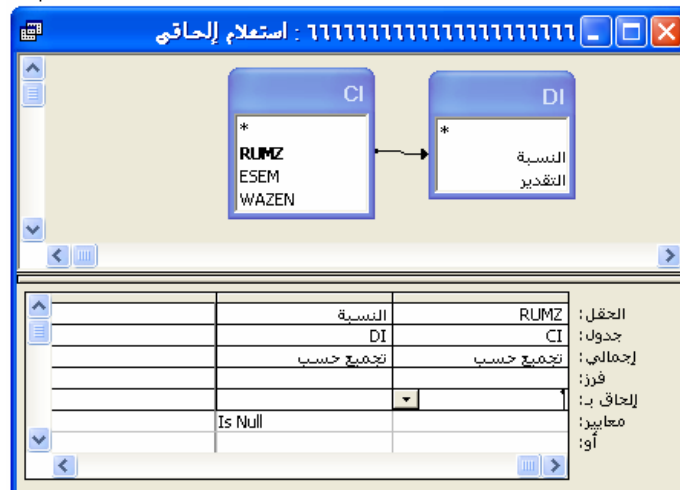 ٦٦٦٦٦٦٦٦٦٦٦٦٦٦٦٦٦٦٦٦٦٦ : استعلام إلحاقي
CI
*
RUMZ
ESEM
WAZEN
DI
*
النسبة
التقدير
الحقل: RUMZ النسبة
جدول: CI DI
إجمالي: تجميع حسب تجميع حسب
فرز:
إلحاق بـ:
معايير: Is Null
أو: